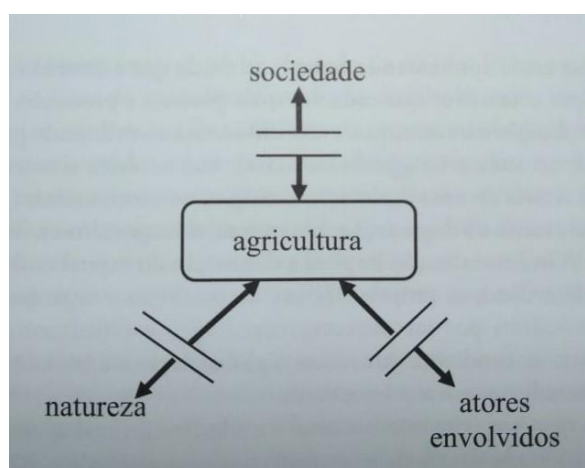 sociedade
agricultura
natureza
atores
envolvidos